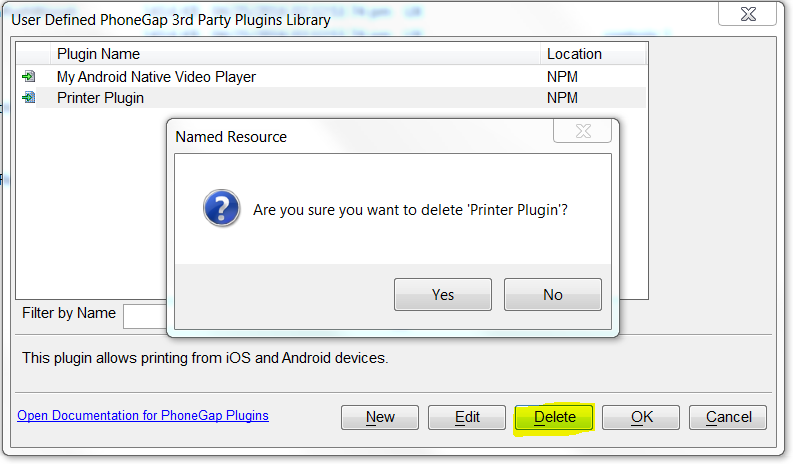 User Defined PhoneGap 3rd Party Plugins Library
Plugin Name Location
My Android Native Video Player NPM
Printer Plugin NPM
Named Resource
Are you sure you want to delete 'Printer Plugin'?
Yes No
Filter by Name
This plugin allows printing from iOS and Android devices.
Open Documentation for PhoneGap Plugins New Edit Delete OK Cancel